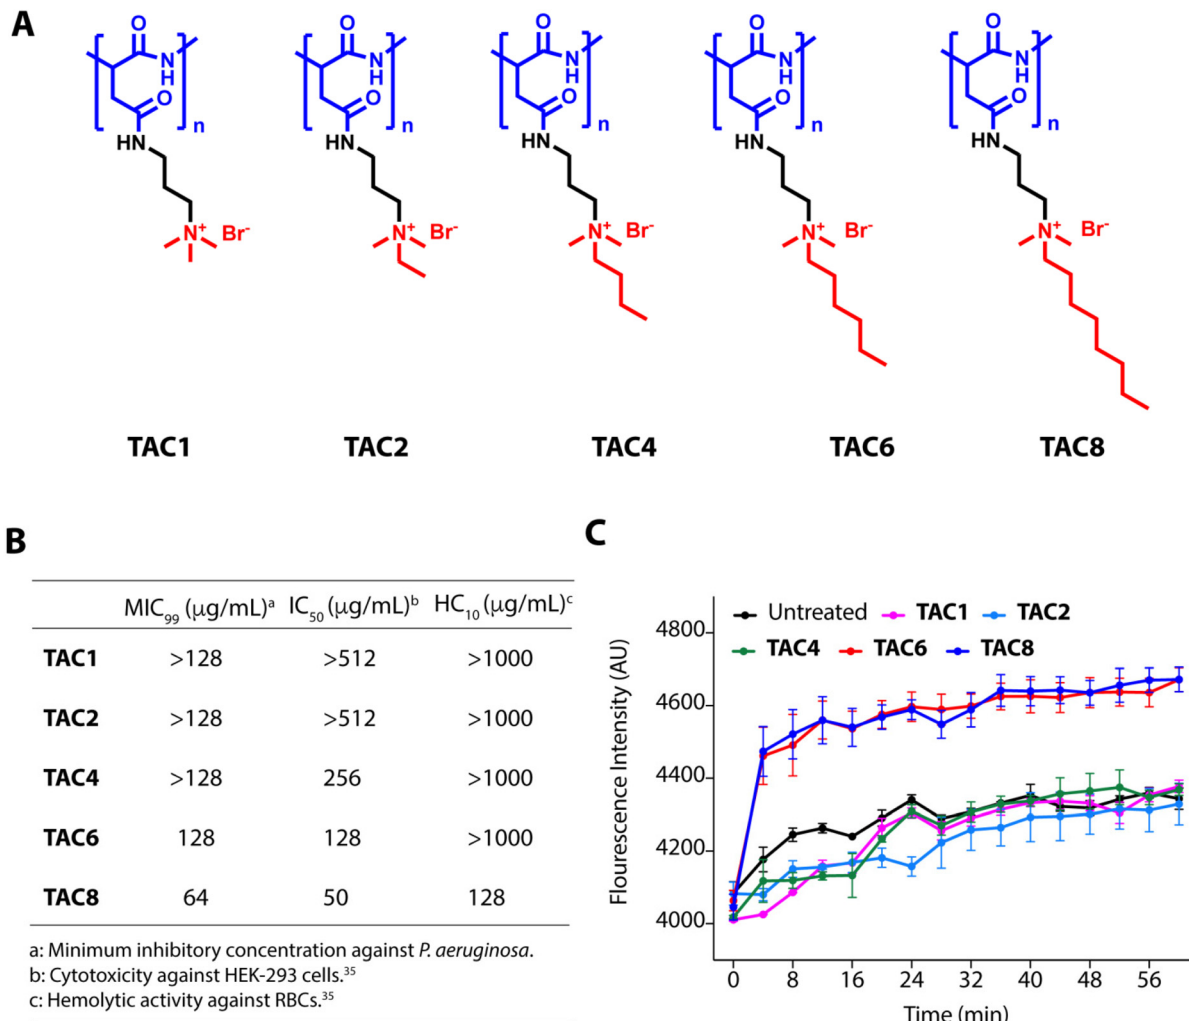 A
O O O O O
N N N N N
H H H H H
O O O O O
n n n n n
HN HN HN HN HN
N+ Br- N+ Br- N+ Br- N+ Br- N+ Br-
TAC1 TAC2 TAC4 TAC6 TAC8
B
MIC99 (μg/mL)a IC50 (μg/mL)b HC10 (μg/mL)c
TAC1 >128 >512 >1000
TAC2 >128 >512 >1000
TAC4 >128 256 >1000
TAC6 128 128 >1000
TAC8 64 50 128
a: Minimum inhibitory concentration against P. aeruginosa.
b: Cytotoxicity against HEK-293 cells.35
c: Hemolytic activity against RBCs.35
C
Untreated TAC1 TAC2
TAC4 TAC6 TAC8
Flourescence Intensity (AU)
4800
4600
4400
4200
4000
0 8 16 24 32 40 48 56
Time (min)